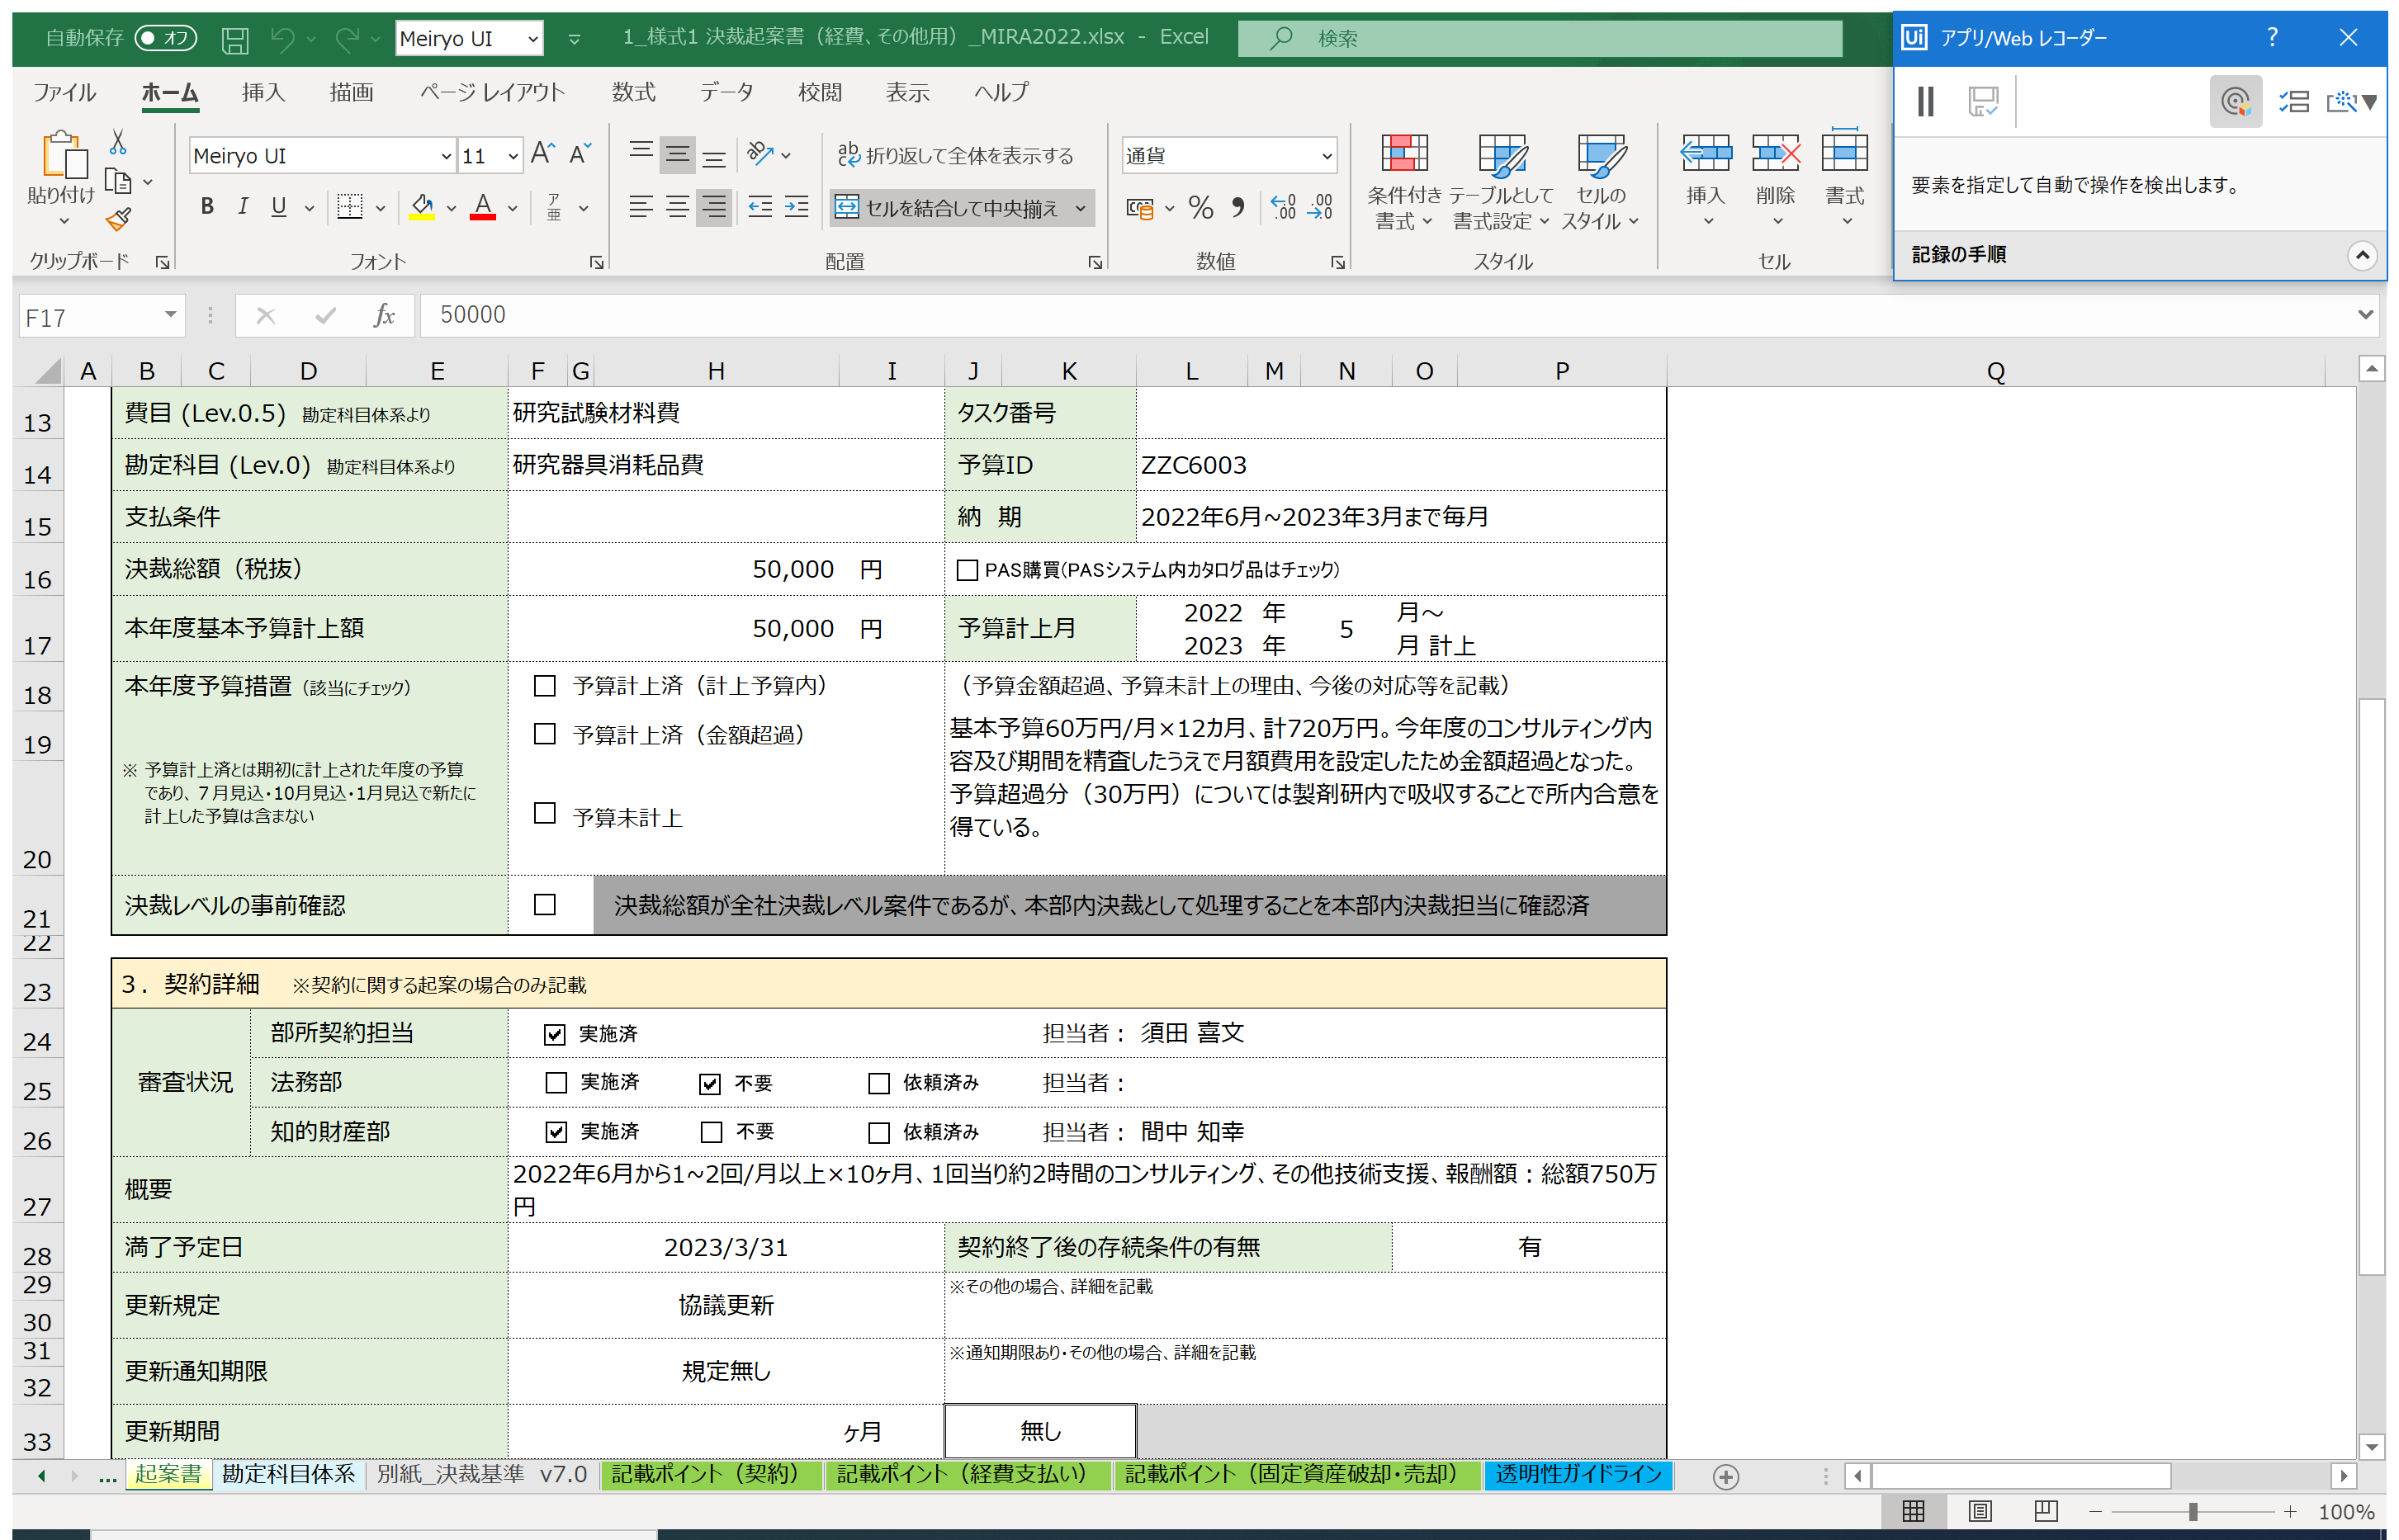 自動保存 オフ Meiryo UI 1_様式1 決裁起案書（経費、その他用）_MIRA2022.xlsx - Excel 検索
Ui アプリ/Web レコーダー ?
ファイル ホーム 挿入 描画 ページ レイアウト 数式 データ 校閲 表示 ヘルプ
貼り付け Meiryo UI 11 A A ab 折り返して全体を表示する 通貨
B I U A ア亜 セルを結合して中央揃え % 9 .00 .00
条件付き書式 テーブルとして書式設定 セルのスタイル 挿入 削除 書式
要素を指定して自動で操作を検出します。
クリップボード フォント 配置 数値 スタイル セル
記録の手順
F17 fx 50000
A B C D E F G H I J K L M N O P Q
13 費目 (Lev.0.5) 勘定科目体系より 研究試験材料費 タスク番号
14 勘定科目 (Lev.0) 勘定科目体系より 研究器具消耗品費 予算ID ZZC6003
15 支払条件 納 期 2022年6月~2023年3月まで毎月
16 決裁総額（税抜） 50,000 円 PAS購買(PASシステム内カタログ品はチェック)
17 本年度基本予算計上額 50,000 円 予算計上月 2022 年 5 月～
2023 年 月 計上
18 本年度予算措置（該当にチェック） 予算計上済（計上予算内） （予算金額超過、予算未計上の理由、今後の対応等を記載）
19 予算計上済（金額超過） 基本予算60万円/月×12カ月、計720万円。今年度のコンサルティング内
容及び期間を精査したうえで月額費用を設定したため金額超過となった。
予算超過分（30万円）については製剤研内で吸収することで所内合意を
得ている。
※ 予算計上済とは期初に計上された年度の予算
であり、７月見込・10月見込・1月見込で新たに
計上した予算は含まない
20 予算未計上
21 決裁レベルの事前確認 決裁総額が全社決裁レベル案件であるが、本部内決裁として処理することを本部内決裁担当に確認済
22
23 ３．契約詳細 ※契約に関する起案の場合のみ記載
24 部所契約担当 実施済 担当者： 須田 喜文
25 審査状況 法務部 実施済 不要 依頼済み 担当者：
26 知的財産部 実施済 不要 依頼済み 担当者： 間中 知幸
27 概要 2022年6月から1~2回/月以上×10ヶ月、1回当り約2時間のコンサルティング、その他技術支援、報酬額：総額750万
円
28 満了予定日 2023/3/31 契約終了後の存続条件の有無 有
29 ※その他の場合、詳細を記載
30 更新規定 協議更新
31 ※通知期限あり・その他の場合、詳細を記載
32 更新通知期限 規定無し
33 更新期間 ヶ月 無し
... 起案書 勘定科目体系 別紙_決裁基準 v7.0 記載ポイント（契約） 記載ポイント（経費支払い） 記載ポイント（固定資産破却・売却） 透明性ガイドライン
100%